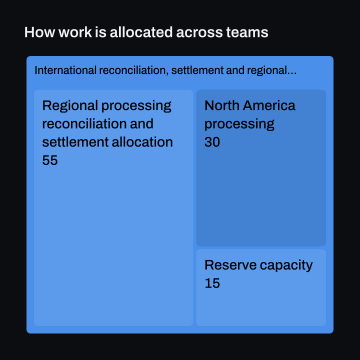 How work is allocated across teams
International reconciliation, settlement and regional...
Regional processing
reconciliation and
settlement allocation
55
North America
processing
30
Reserve capacity
15